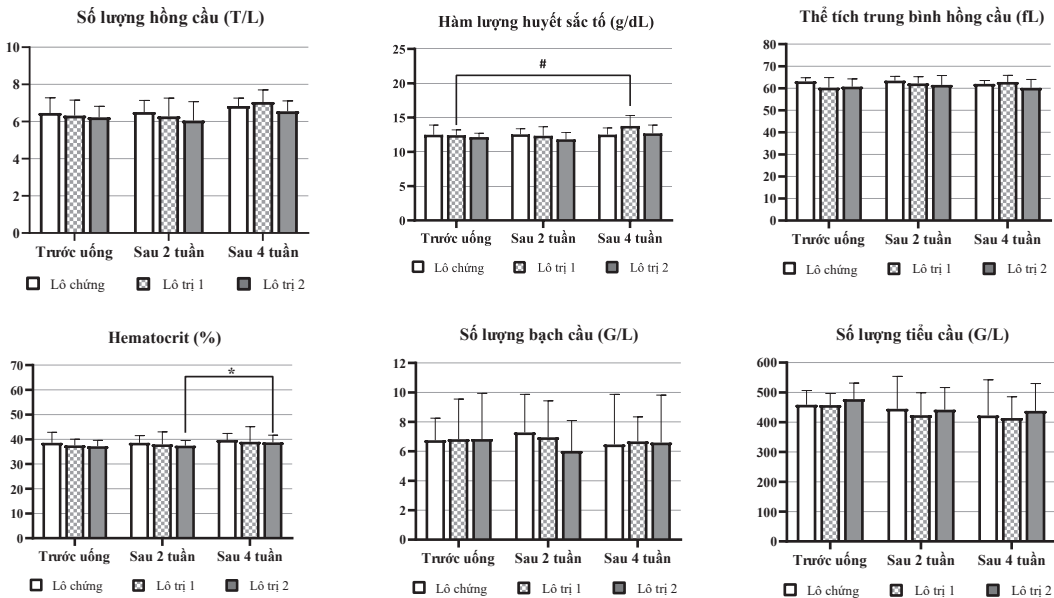 Số lượng hồng cầu (T/L)
10
8
6
4
2
0
Trước uống Sau 2 tuần Sau 4 tuần
Lô chứng Lô trị 1 Lô trị 2
Hàm lượng huyết sắc tố (g/dL)
25
20
15
10
5
0
#
Trước uống Sau 2 tuần Sau 4 tuần
Lô chứng Lô trị 1 Lô trị 2
Thể tích trung bình hồng cầu (fL)
80
70
60
50
40
30
20
10
0
Trước uống Sau 2 tuần Sau 4 tuần
Lô chứng Lô trị 1 Lô trị 2
Hematocrit (%)
70
60
50
40
30
20
10
0
*
Trước uống Sau 2 tuần Sau 4 tuần
Lô chứng Lô trị 1 Lô trị 2
Số lượng bạch cầu (G/L)
12
10
8
6
4
2
0
Trước uống Sau 2 tuần Sau 4 tuần
Lô chứng Lô trị 1 Lô trị 2
Số lượng tiểu cầu (G/L)
600
500
400
300
200
100
0
Trước uống Sau 2 tuần Sau 4 tuần
Lô chứng Lô trị 1 Lô trị 2